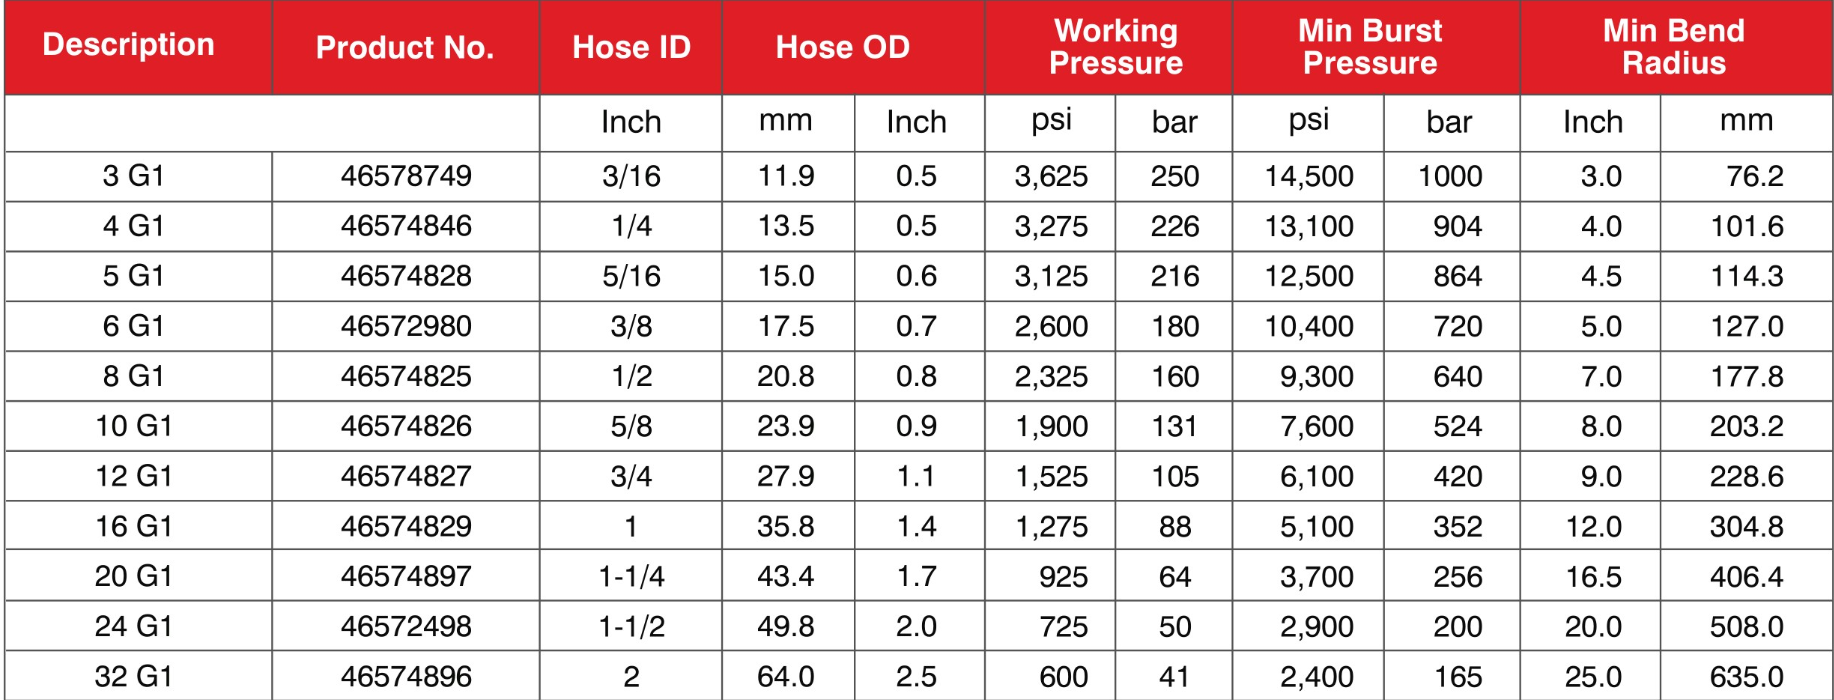 Description Product No. Hose ID Hose OD Working Pressure Min Burst Pressure Min Bend Radius
Inch mm Inch psi bar psi bar Inch mm
3 G1 46578749 3/16 11.9 0.5 3,625 250 14,500 1000 3.0 76.2
4 G1 46574846 1/4 13.5 0.5 3,275 226 13,100 904 4.0 101.6
5 G1 46574828 5/16 15.0 0.6 3,125 216 12,500 864 4.5 114.3
6 G1 46572980 3/8 17.5 0.7 2,600 180 10,400 720 5.0 127.0
8 G1 46574825 1/2 20.8 0.8 2,325 160 9,300 640 7.0 177.8
10 G1 46574826 5/8 23.9 0.9 1,900 131 7,600 524 8.0 203.2
12 G1 46574827 3/4 27.9 1.1 1,525 105 6,100 420 9.0 228.6
16 G1 46574829 1 35.8 1.4 1,275 88 5,100 352 12.0 304.8
20 G1 46574897 1-1/4 43.4 1.7 925 64 3,700 256 16.5 406.4
24 G1 46572498 1-1/2 49.8 2.0 725 50 2,900 200 20.0 508.0
32 G1 46574896 2 64.0 2.5 600 41 2,400 165 25.0 635.0